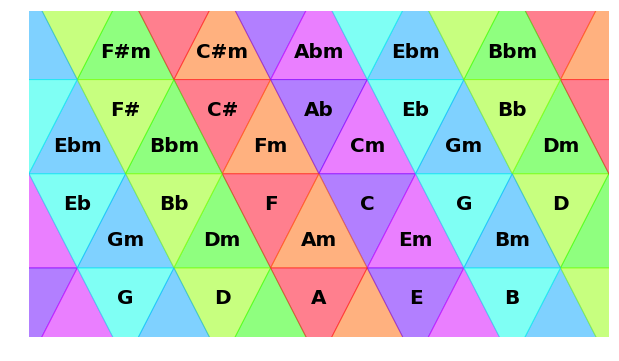 F#m C#m Abm Ebm Bbm
F# C# Ab Eb Bb
Ebm Bbm Fm Cm Gm Dm
Eb Bb F C G D
Gm Dm Am Em Bm
G D A E B